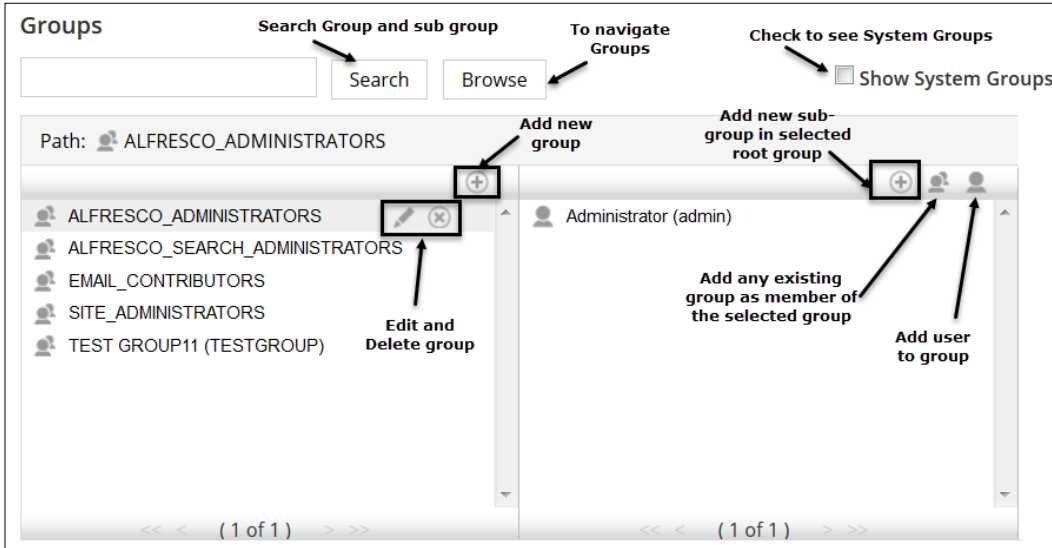 Groups
Search Group and sub group
To navigate
Groups
Check to see System Groups
Search
Browse
Show System Groups
Path: ALFRESCO_ADMINISTRATORS
Add new
group
Add new sub-
group in selected
root group
ALFRESCO_ADMINISTRATORS
ALFRESCO_SEARCH_ADMINISTRATORS
EMAIL_CONTRIBUTORS
SITE_ADMINISTRATORS
TEST GROUP11 (TESTGROUP)
Edit and
Delete group
Administrator (admin)
Add any existing
group as member of
the selected group
Add user
to group
<< < ( 1 of 1 ) > >>
<< < ( 1 of 1 ) > >>